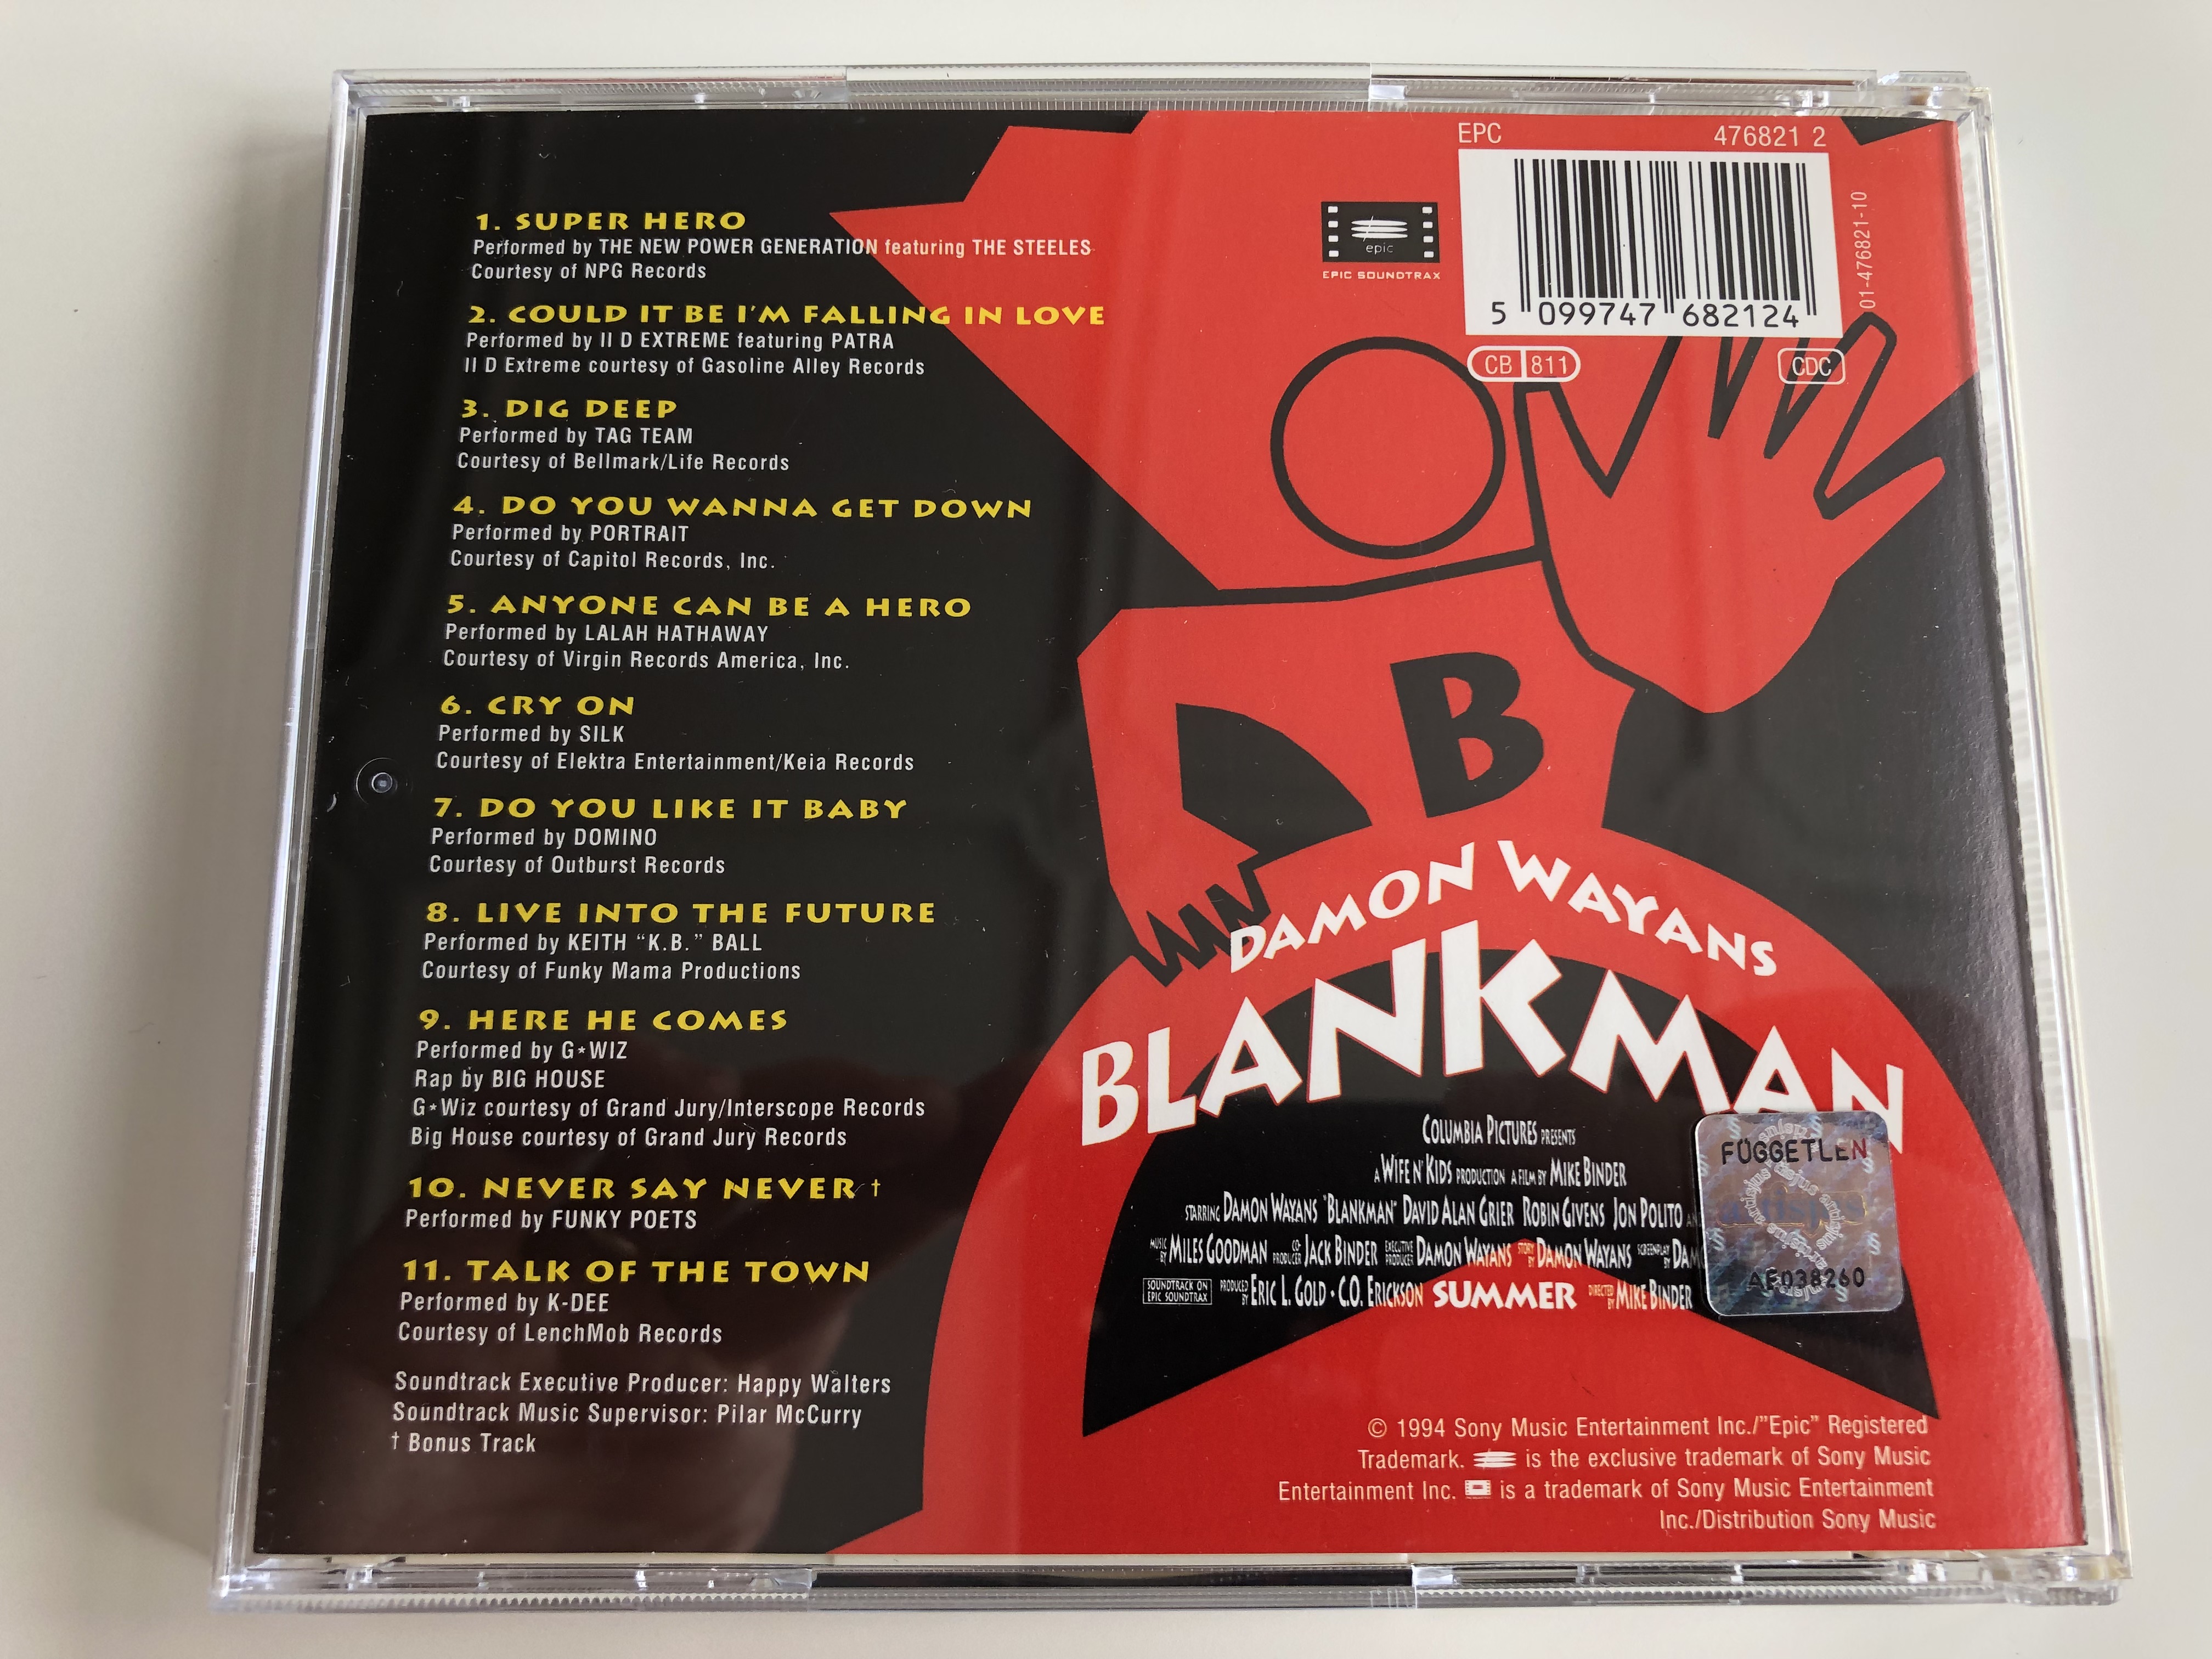 1. SUPER HERO
Performed by THE NEW POWER GENERATION featuring THE STEELES
Courtesy of NPG Records
2. COULD IT BE I'M FALLING IN LOVE
Performed by II D EXTREME featuring PATRA
II D Extreme courtesy of Gasoline Alley Records
3. DIG DEEP
Performed by TAG TEAM
Courtesy of Bellmark/Life Records
4. DO YOU WANNA GET DOWN
Performed by PORTRAIT
Courtesy of Capitol Records, Inc.
5. ANYONE CAN BE A HERO
Performed by LALAH HATHAWAY
Courtesy of Virgin Records America, Inc.
6. CRY ON
Performed by SILK
Courtesy of Elektra Entertainment/Keia Records
7. DO YOU LIKE IT BABY
Performed by DOMINO
Courtesy of Outburst Records
8. LIVE INTO THE FUTURE
Performed by KEITH “K.B.” BALL
Courtesy of Funky Mama Productions
9. HERE HE COMES
Performed by G*WIZ
Rap by BIG HOUSE
G*Wiz courtesy of Grand Jury/Interscope Records
Big House courtesy of Grand Jury Records
10. NEVER SAY NEVER †
Performed by FUNKY POETS
11. TALK OF THE TOWN
Performed by K-DEE
Courtesy of LenchMob Records
Soundtrack Executive Producer: Happy Walters
Soundtrack Music Supervisor: Pilar McCurry
† Bonus Track
EPC 476821 2
epic
EPIC SOUNDTRAX
5 099747 682124
01-476821-10
CB 811
CDC
B
DAMON WAYANS
BLANKMAN
COLUMBIA PICTURES PRESENTS
A WIFE N' KIDS PRODUCTION A FILM BY MIKE BINDER
STARRING DAMON WAYANS "BLANKMAN" DAVID ALAN GRIER ROBIN GIVENS JON POLITO
MUSIC BY MILES GOODMAN CO-PRODUCER JACK BINDER EXECUTIVE PRODUCER DAMON WAYANS STORY BY DAMON WAYANS SCREENPLAY BY
SOUNDTRACK ON EPIC SOUNDTRAX PRODUCED BY ERIC L. GOLD • C.O. ERICKSON SUMMER DIRECTED BY MIKE BINDER
FÜGGETLEN
artisjus
AF038260
© 1994 Sony Music Entertainment Inc./"Epic" Registered
Trademark. is the exclusive trademark of Sony Music
Entertainment Inc. is a trademark of Sony Music Entertainment
Inc./Distribution Sony Music